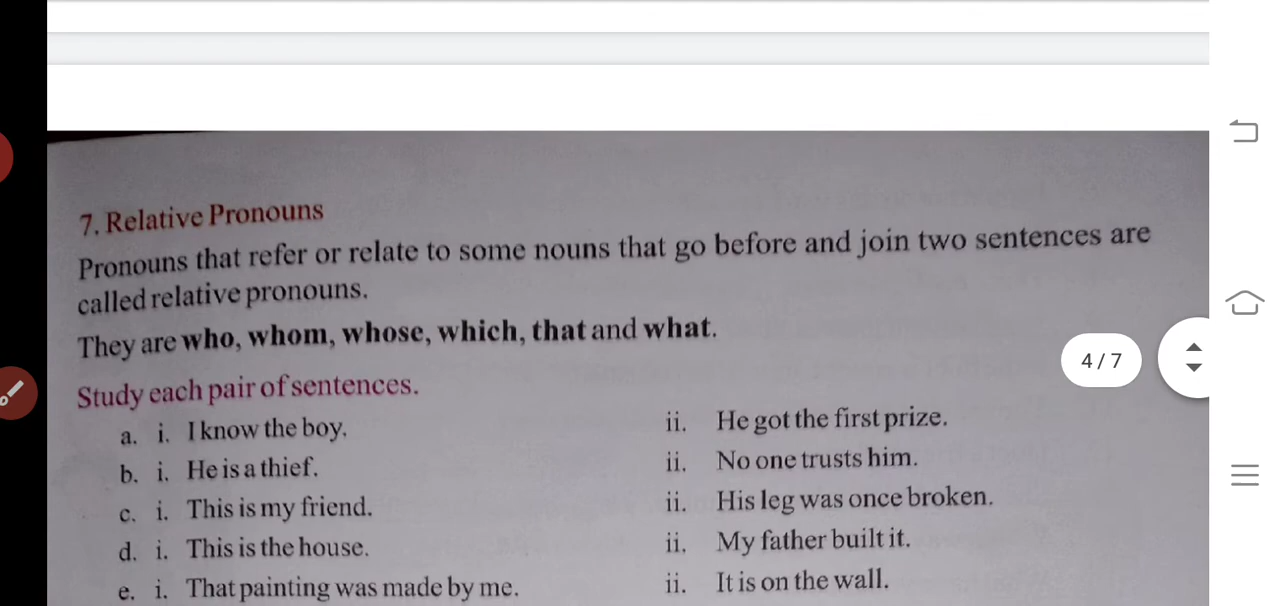 7. Relative Pronouns
Pronouns that refer or relate to some nouns that go before and join two sentences are
called relative pronouns.
They are who, whom, whose, which, that and what.
4 / 7
Study each pair of sentences.
a. i. I know the boy. ii. He got the first prize.
b. i. He is a thief. ii. No one trusts him.
c. i. This is my friend. ii. His leg was once broken.
d. i. This is the house. ii. My father built it.
e. i. That painting was made by me. ii. It is on the wall.